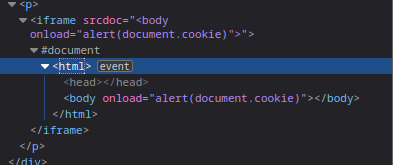 <p>
<iframe srcdoc="<body
onload="alert(document.cookie)">">
#document
<html> event
<head></head>
<body onload="alert(document.cookie)"></body>
</html>
</iframe>
</p>
</div>